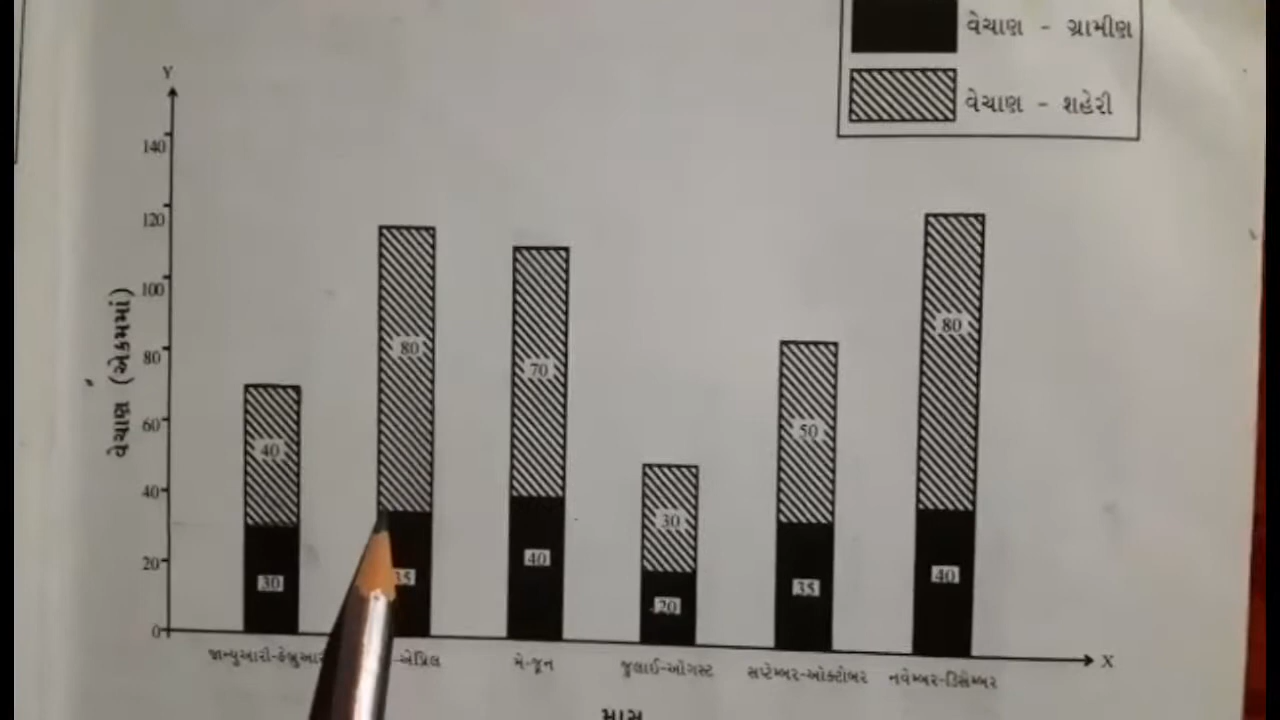 વેચાણ - ગ્રામીણ
વેચાણ - શહેરી
Y
140
120
100
80
60
40
20
0
વેચાણ (એકમમાં)
40
30
80
35
70
40
30
20
50
35
80
40
X
જાન્યુઆરી-ફેબ્રુઆરી
-એપ્રિલ
મે-જૂન
જુલાઈ-ઓગસ્ટ
સપ્ટેમ્બર-ઓક્ટોબર
નવેમ્બર-ડિસેમ્બર
માસ